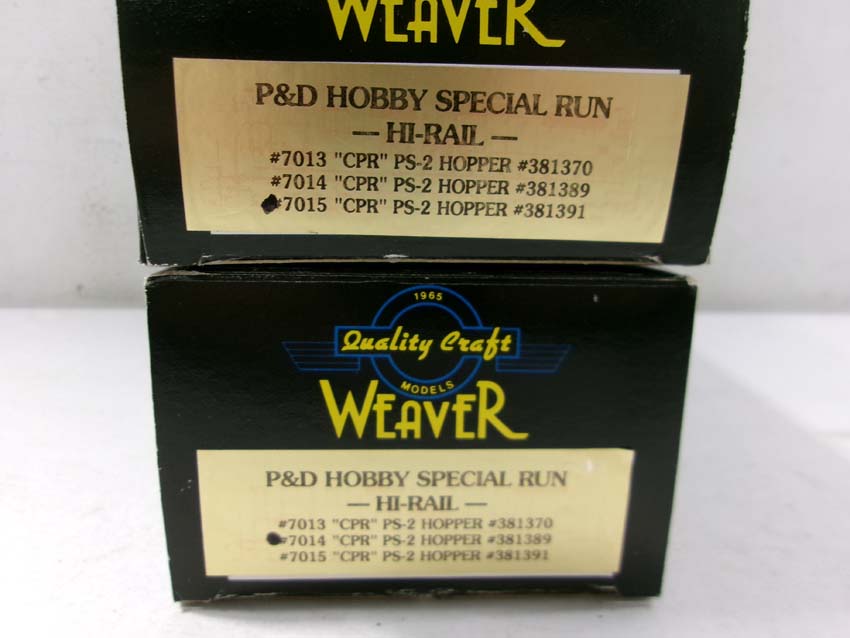 WEAVER
P&D HOBBY SPECIAL RUN
— HI-RAIL —
#7013 "CPR" PS-2 HOPPER #381370
#7014 "CPR" PS-2 HOPPER #381389
#7015 "CPR" PS-2 HOPPER #381391
1965
Quality Craft
MODELS
WEAVER
P&D HOBBY SPECIAL RUN
— HI-RAIL —
#7013 "CPR" PS-2 HOPPER #381370
#7014 "CPR" PS-2 HOPPER #381389
#7015 "CPR" PS-2 HOPPER #381391